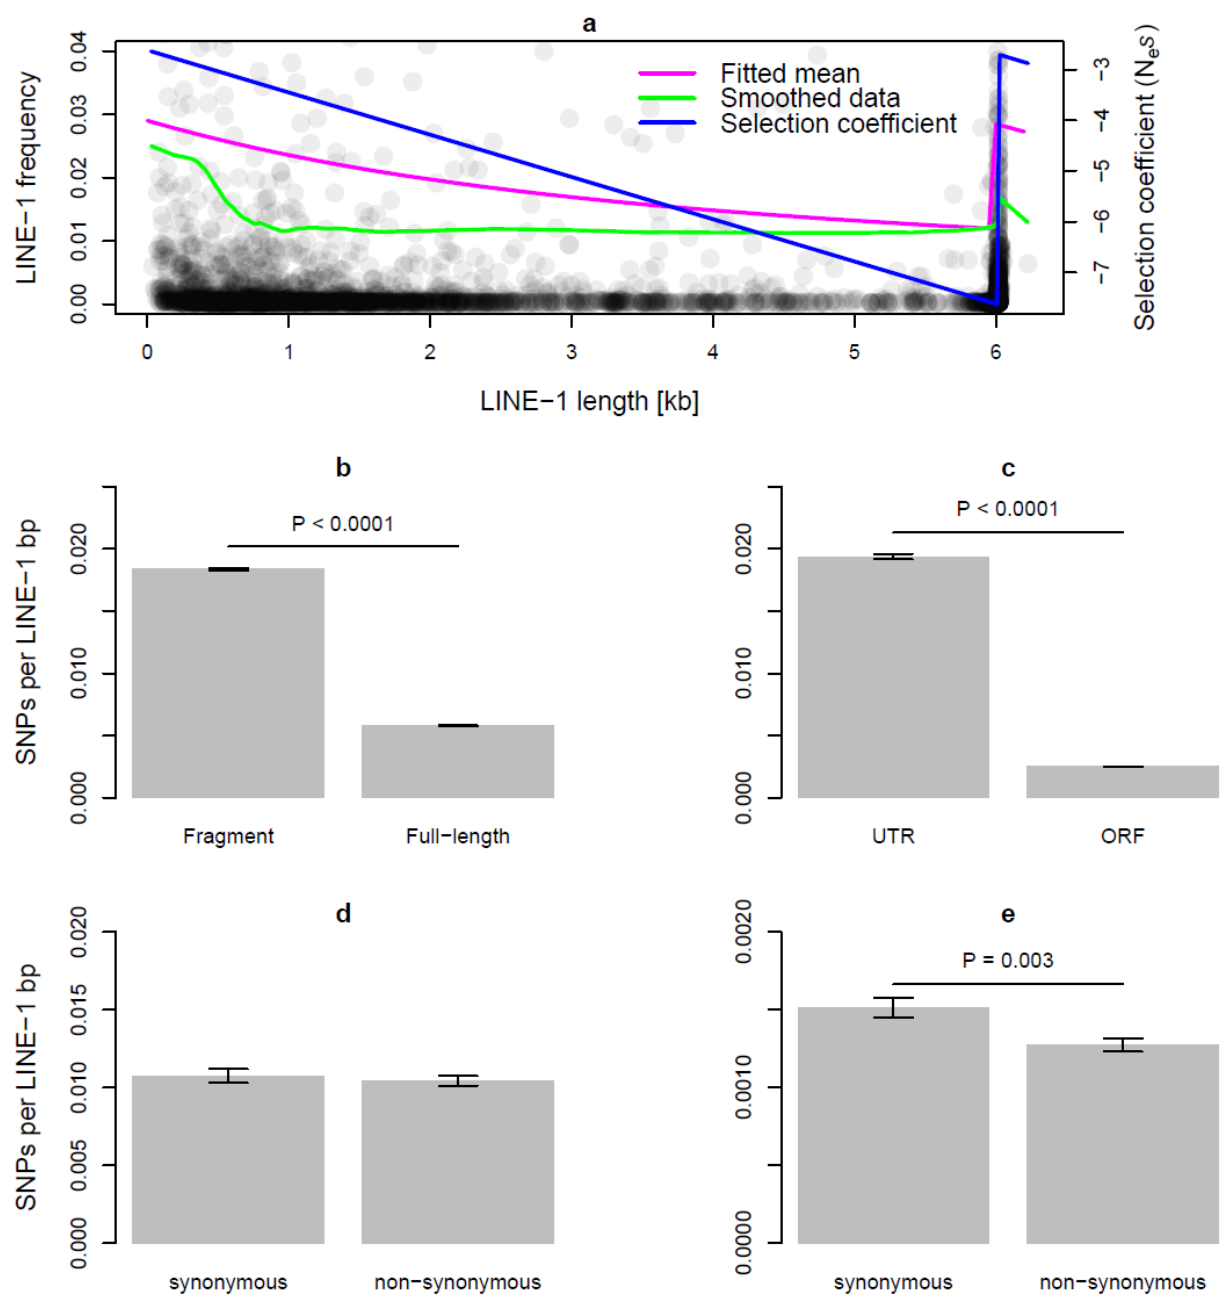 a
LINE−1 frequency
0.04
0.03
0.02
0.01
0.00
Fitted mean
Smoothed data
Selection coefficient
-3
-4
-5
-6
-7
Selection coefficient (Nes)
0 1 2 3 4 5 6
LINE−1 length [kb]
b
SNPs per LINE−1 bp
0.020
0.010
0.000
P < 0.0001
Fragment Full−length
c
0.020
0.010
0.000
P < 0.0001
UTR ORF
d
SNPs per LINE−1 bp
0.020
0.015
0.010
0.005
0.000
synonymous non−synonymous
e
0.0020
0.0010
0.0000
P = 0.003
synonymous non−synonymous